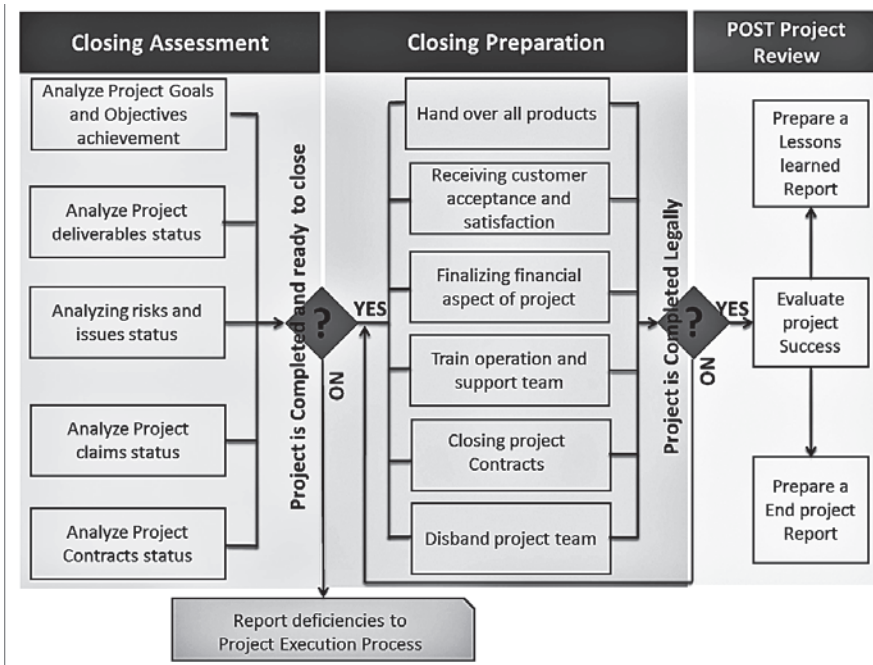 Closing Assessment
Analyze Project Goals
and Objectives
achievement
Analyze Project
deliverables status
Analyzing risks and
issues status
Analyze Project
claims status
Analyze Project
Contracts status
Project is Completed and ready to close
?
YES
ON
Report deficiencies to
Project Execution Process
Closing Preparation
Hand over all products
Receiving customer
acceptance and
satisfaction
Finalizing financial
aspect of project
Train operation and
support team
Closing project
Contracts
Disband project team
Project is Completed Legally
?
YES
ON
POST Project
Review
Prepare a
Lessons
learned
Report
Evaluate
project
Success
Prepare a
End project
Report